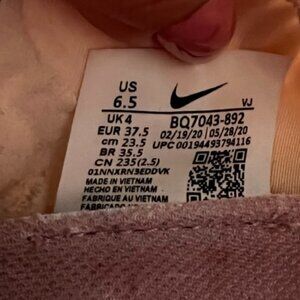 US
6.5
VJ
UK 4
BQ7043-892
EUR 37.5
02/19/20 | 05/28/20
cm 23.5
UPC 00194493794116
BR 35.5
CN 235(2.5)
01NNXRN3EDDVK
MADE IN VIETNAM
HECHO EN VIETNAM
FABRIQUE AU VIETNAM